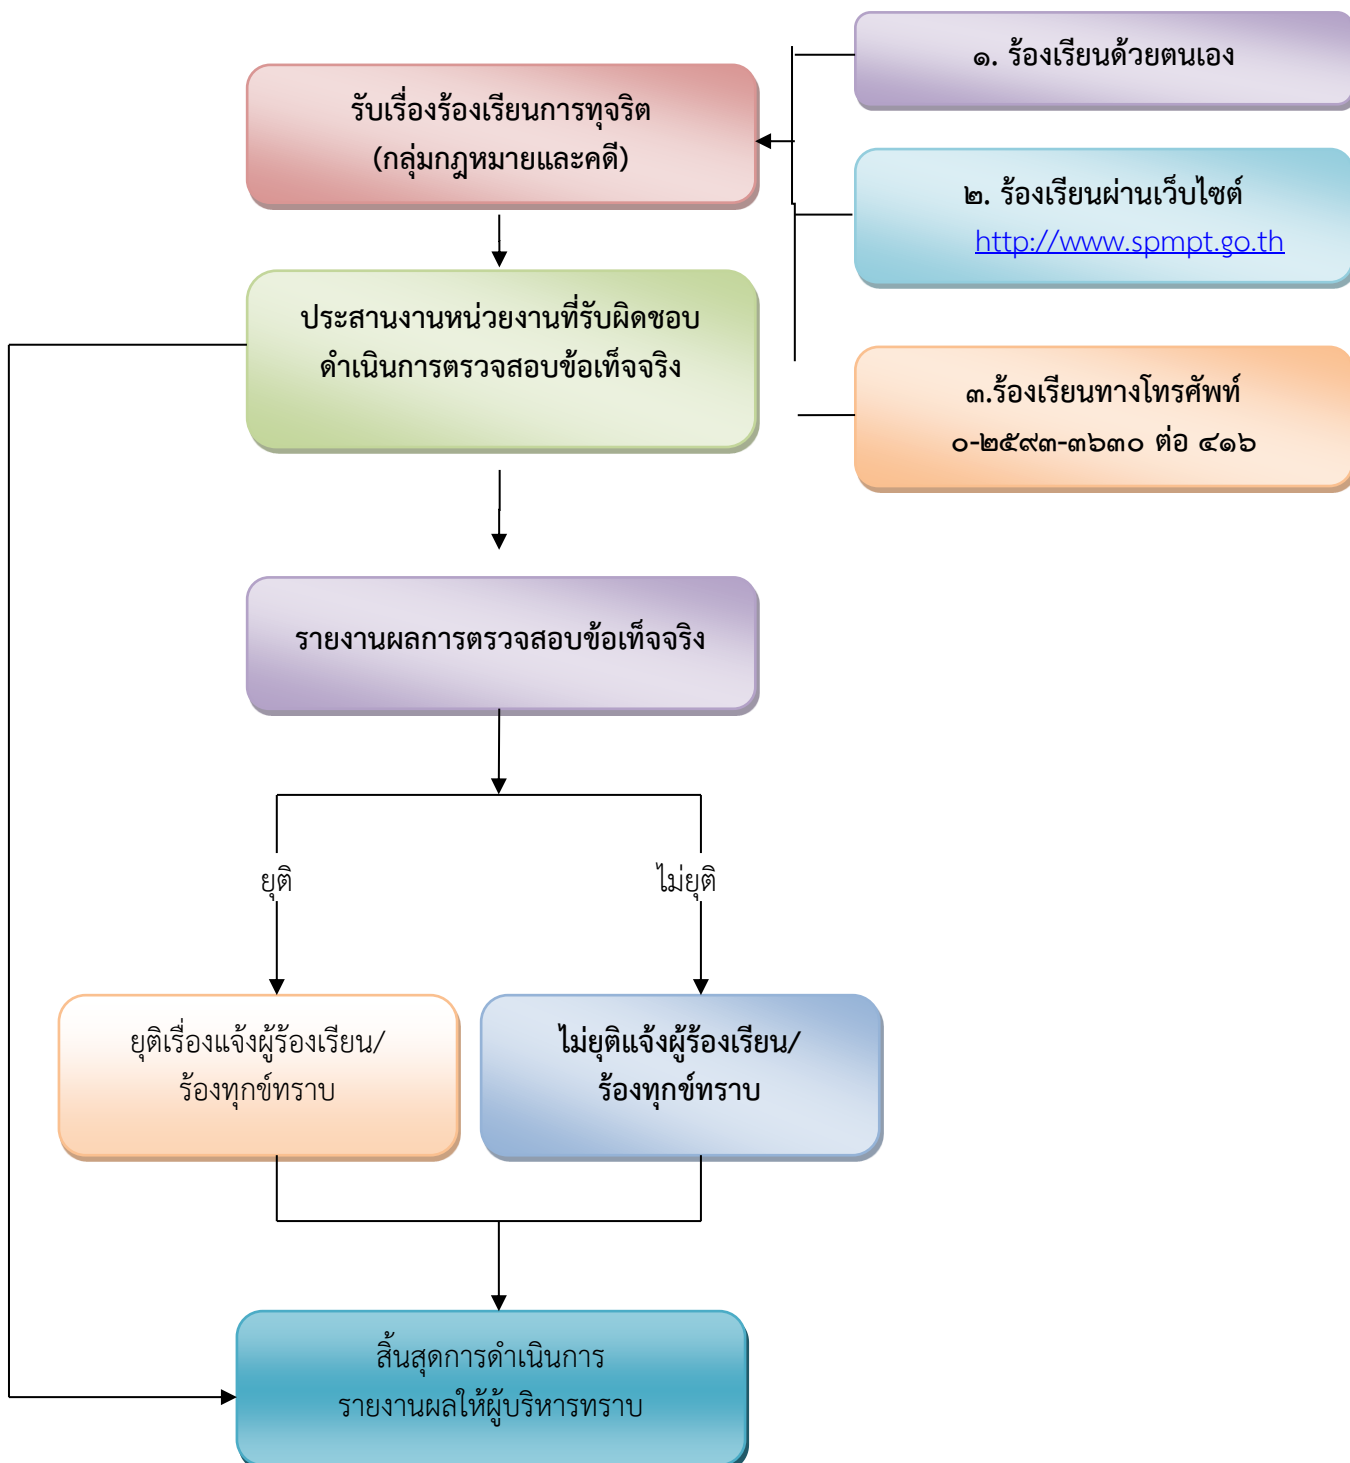 ๑. ร้องเรียนด้วยตนเอง
รับเรื่องร้องเรียนการทุจริต
(กลุ่มกฎหมายและคดี)
๒. ร้องเรียนผ่านเว็บไซต์
http://www.spmpt.go.th
ประสานงานหน่วยงานที่รับผิดชอบ
ดำเนินการตรวจสอบข้อเท็จจริง
๓.ร้องเรียนทางโทรศัพท์
๐-๒๕๙๓-๓๖๓๐ ต่อ ๔๑๖
รายงานผลการตรวจสอบข้อเท็จจริง
ยุติ
ไม่ยุติ
ยุติเรื่องแจ้งผู้ร้องเรียน/
ร้องทุกข์ทราบ
ไม่ยุติแจ้งผู้ร้องเรียน/
ร้องทุกข์ทราบ
สิ้นสุดการดำเนินการ
รายงานผลให้ผู้บริหารทราบ